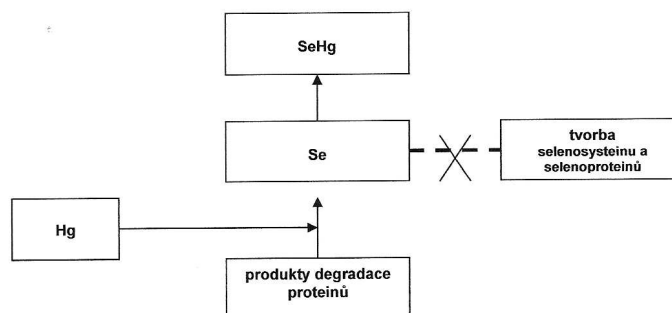 SeHg
Se
tvorba
selenosysteinu a
selenoproteinů
Hg
produkty degradace
proteinů